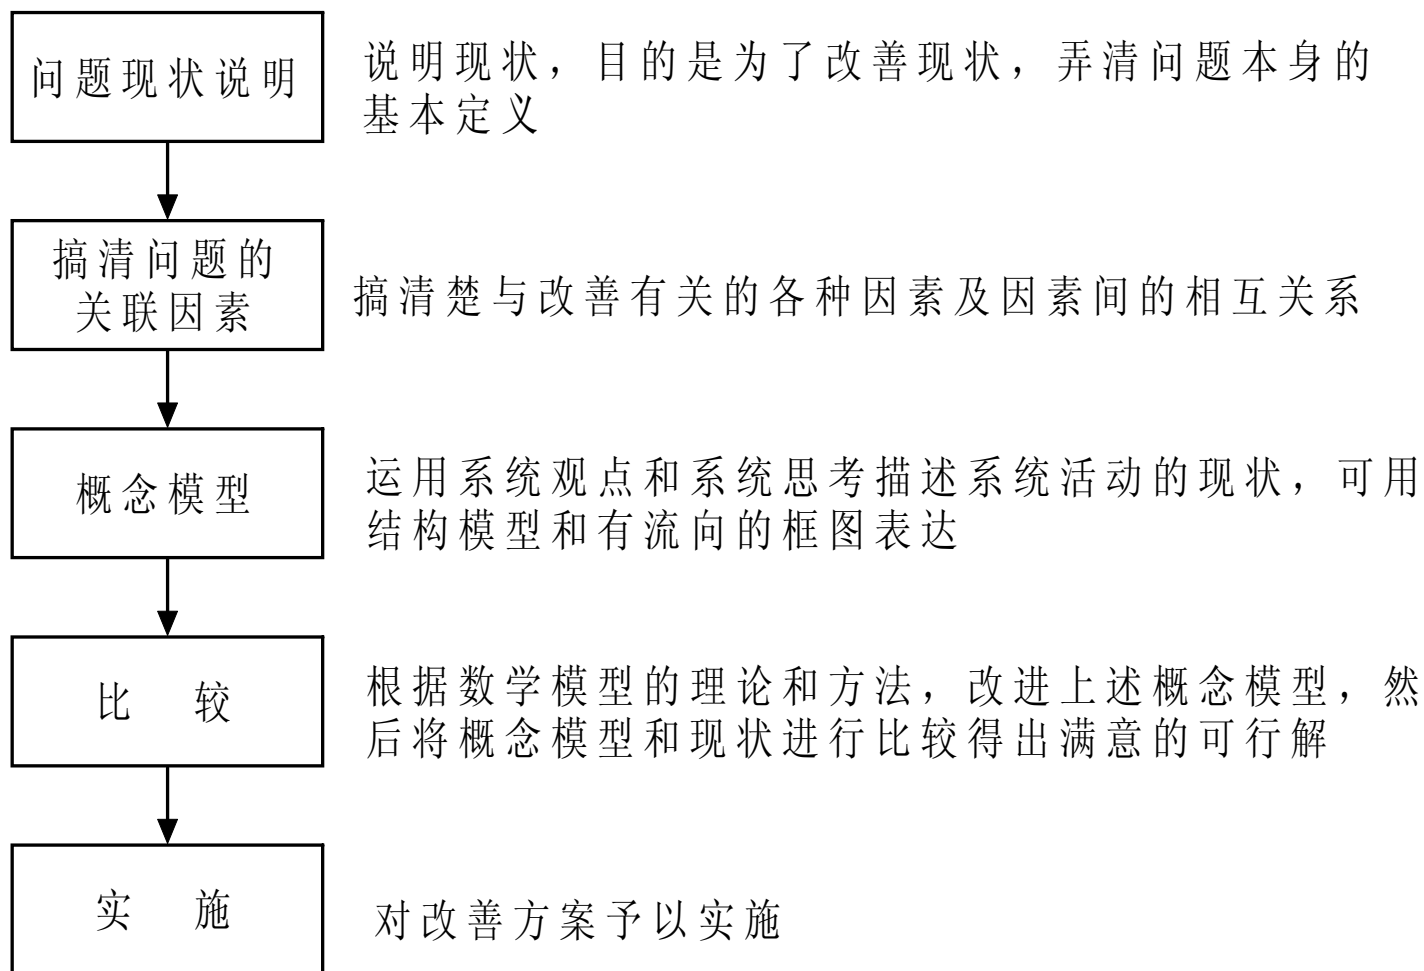 问题现状说明
说明现状，目的是为了改善现状，弄清问题本身的
基本定义
搞清问题的
关联因素
搞清楚与改善有关的各种因素及因素间的相互关系
概念模型
运用系统观点和系统思考描述系统活动的现状，可用
结构模型和有流向的框图表达
比 较
根据数学模型的理论和方法，改进上述概念模型，然
后将概念模型和现状进行比较得出满意的可行解
实 施
对改善方案予以实施